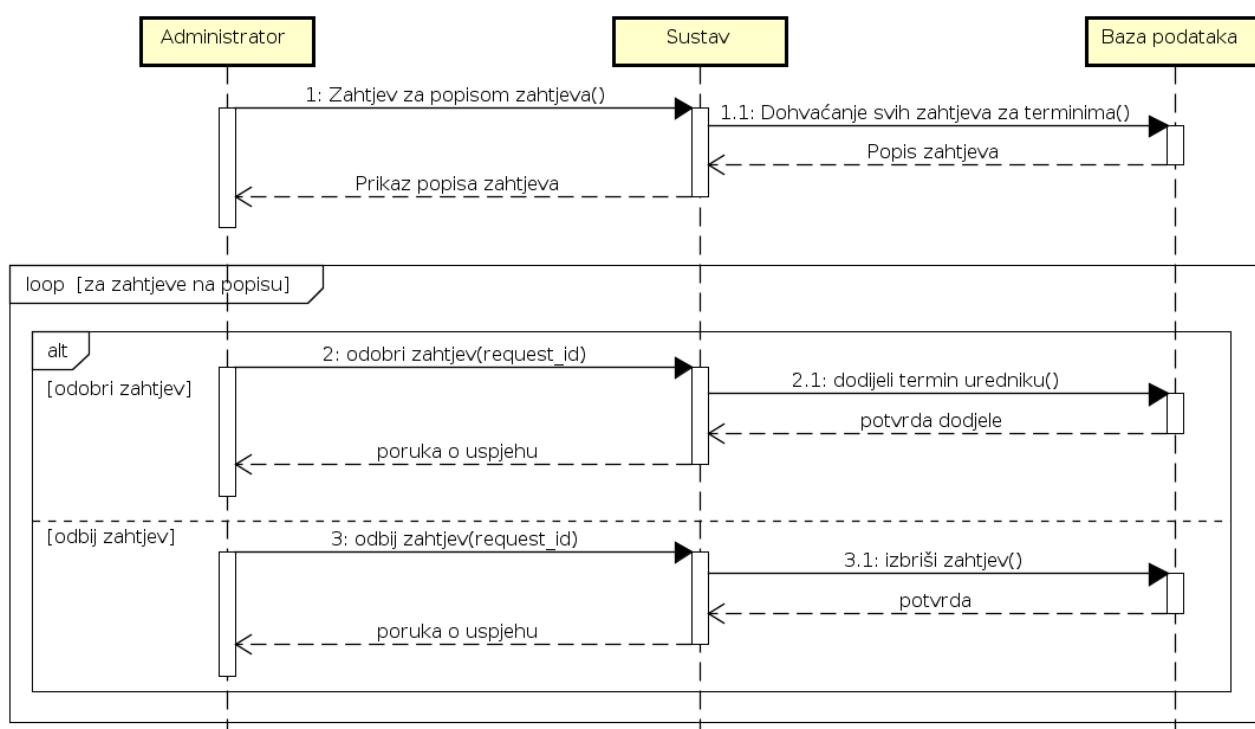 Administrator
Sustav
Baza podataka
1: Zahtjev za popisom zahtjeva()
1.1: Dohvaćanje svih zahtjeva za terminima()
Popis zahtjeva
Prikaz popisa zahtjeva
loop [za zahtjeve na popisu]
alt
2: odobri zahtjev(request_id)
[odobri zahtjev]
2.1: dodijeli termin uredniku()
potvrda dodjele
poruka o uspjehu
[odbij zahtjev]
3: odbij zahtjev(request_id)
3.1: izbriši zahtjev()
potvrda
poruka o uspjehu